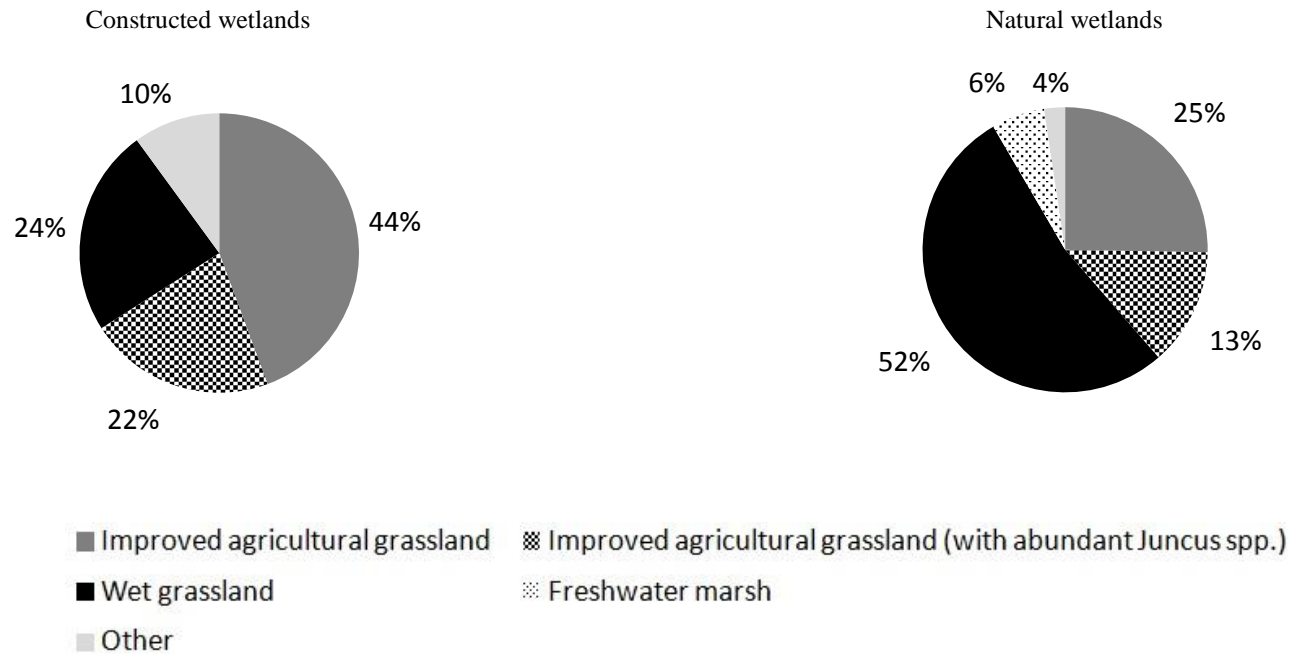 Constructed wetlands
10%
24%
44%
22%
Natural wetlands
6% 4%
25%
52%
13%
Improved agricultural grassland
Improved agricultural grassland (with abundant Juncus spp.)
Wet grassland
Freshwater marsh
Other